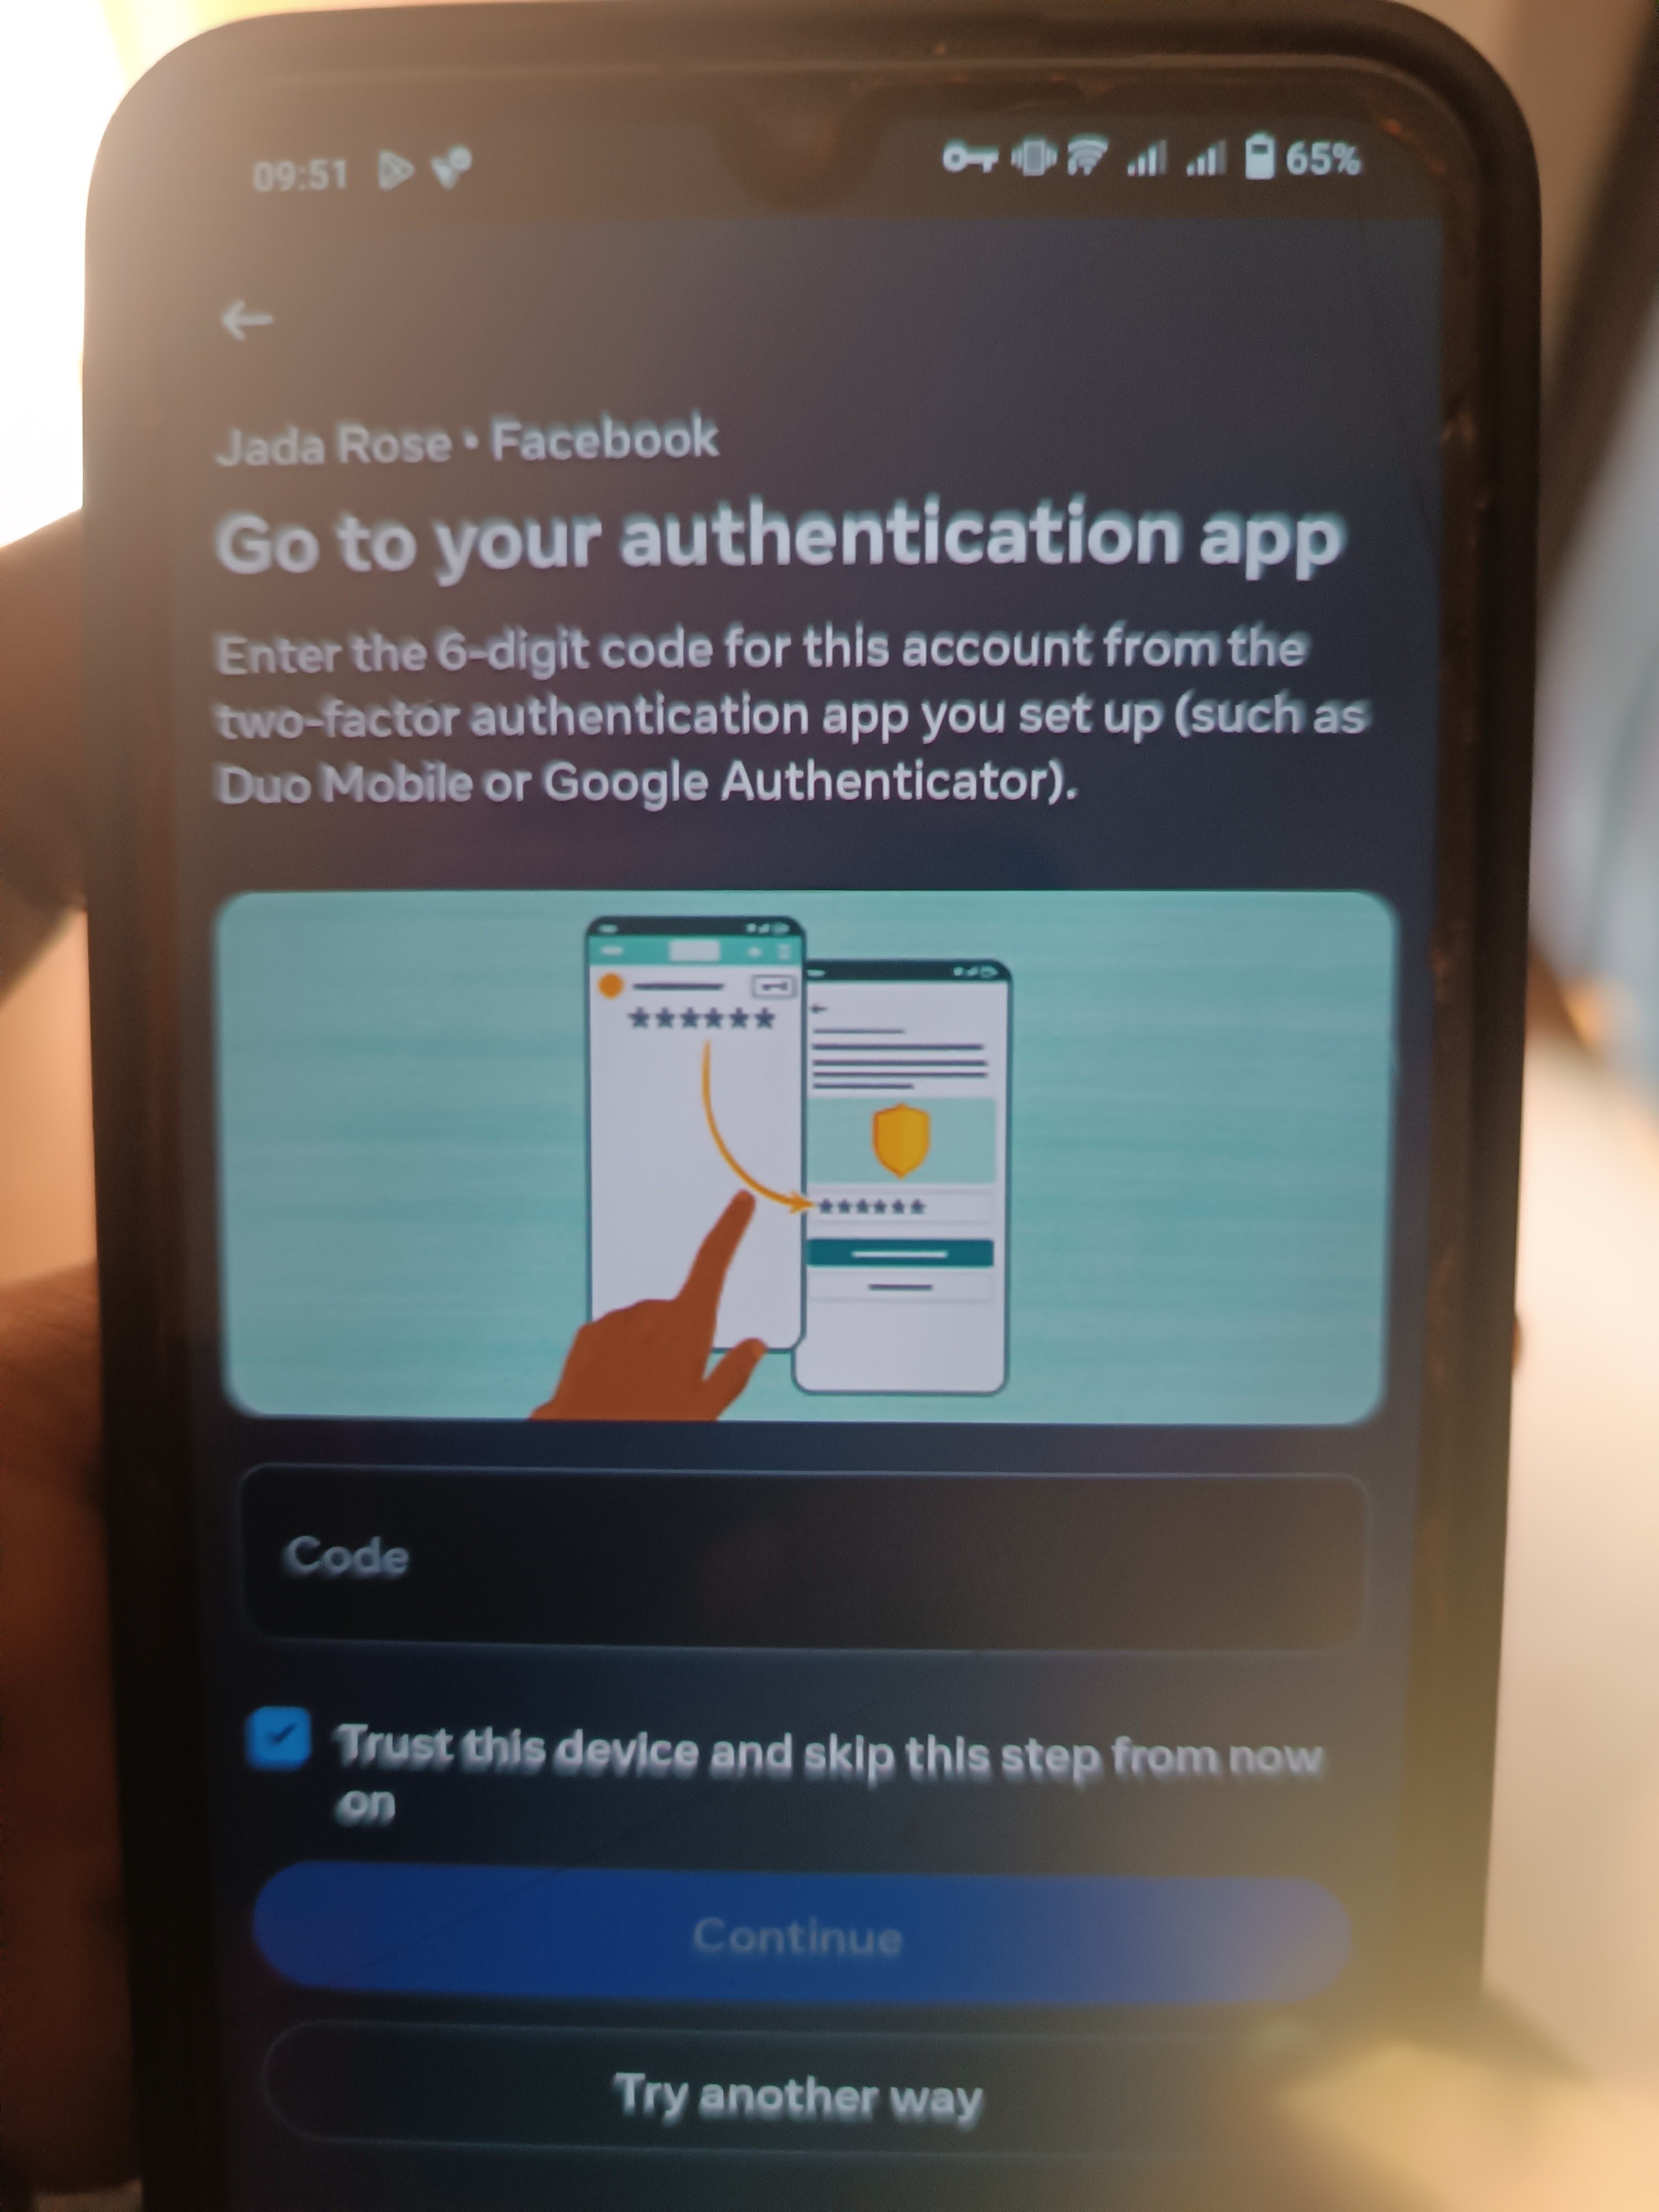 09:51
65%
Jada Rose • Facebook
Go to your authentication app
Enter the 6-digit code for this account from the
two-factor authentication app you set up (such as
Duo Mobile or Google Authenticator).
******
******
Code
Trust this device and skip this step from now
on
Continue
Try another way